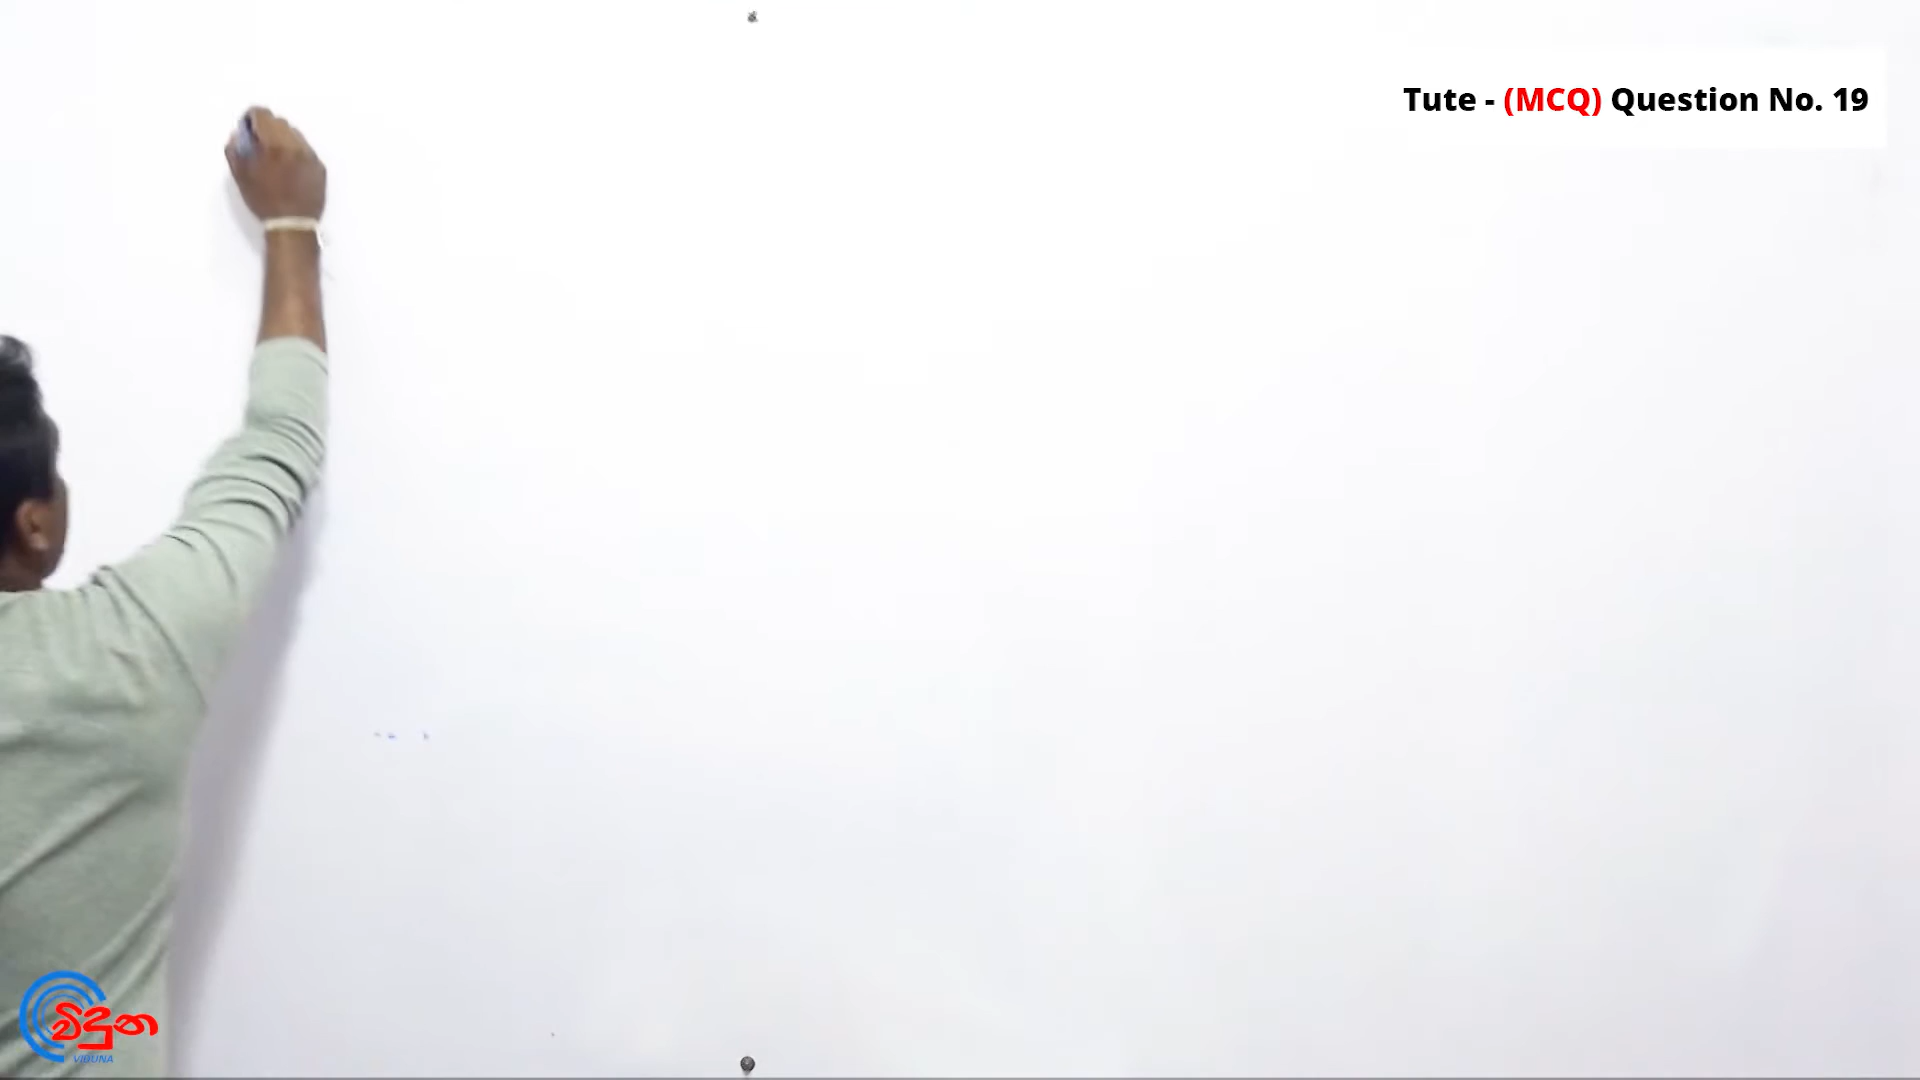 Tute - (MCQ) Question No. 19
විදුන
VIDUNA